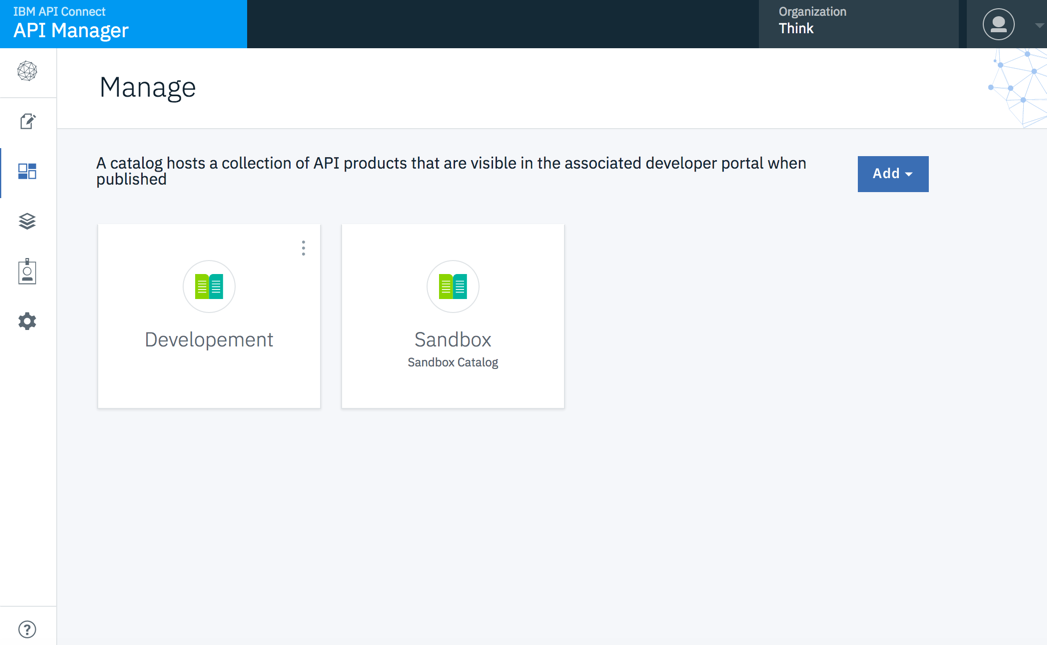 IBM API Connect
API Manager
Organization
Think
Manage
A catalog hosts a collection of API products that are visible in the associated developer portal when
published
Add
Developement
Sandbox
Sandbox Catalog
?